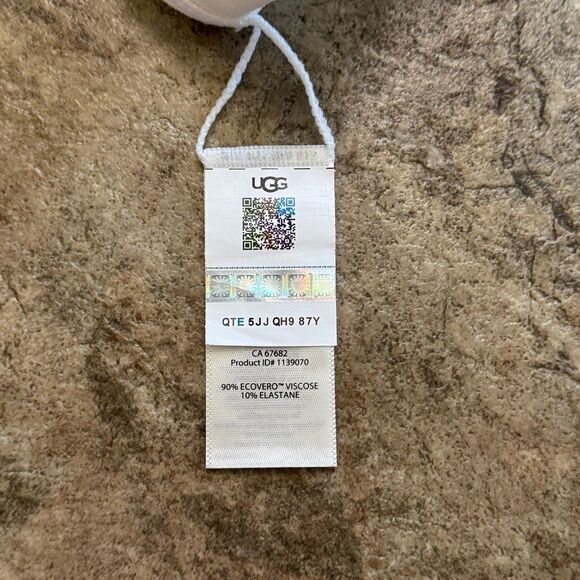 UGG
QTE 5JJ QH9 87Y
CA 67682
Product ID# 1139070
90% ECOVERO™ VISCOSE
10% ELASTANE